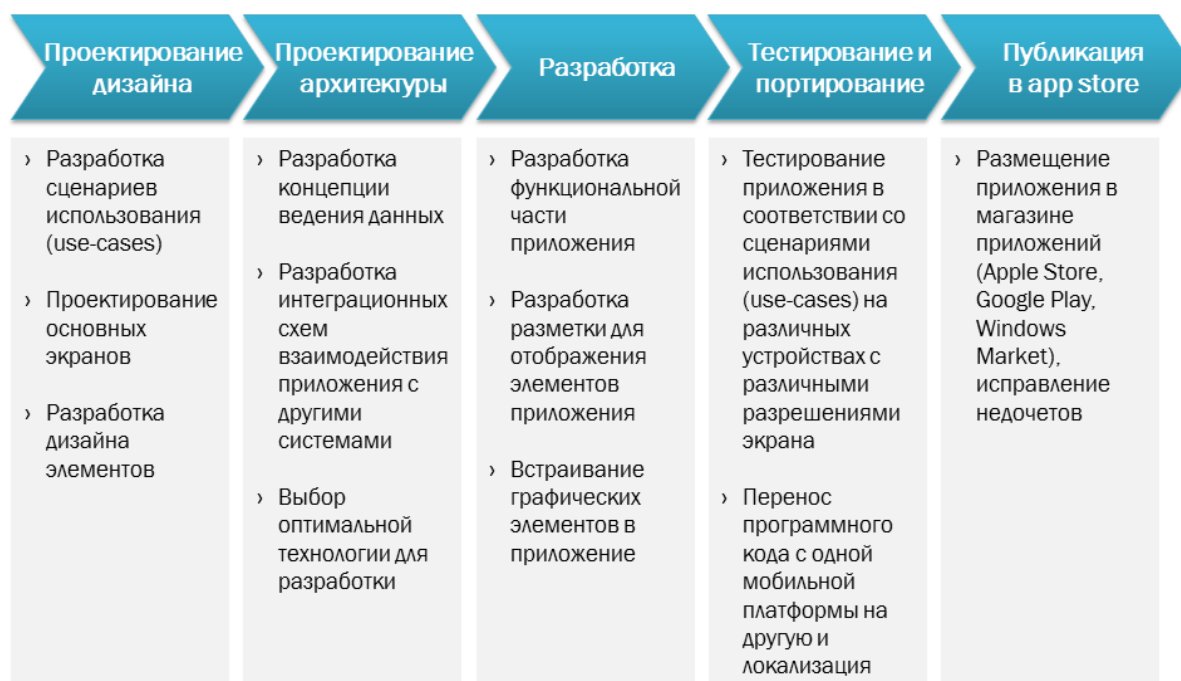 Проектирование
дизайна
Проектирование
архитектуры
Разработка
Тестирование и
портирование
Публикация
в app store
› Разработка
сценариев
использования
(use-cases)
› Проектирование
основных
экранов
› Разработка
дизайна
элементов
› Разработка
концепции
ведения данных
› Разработка
интеграционных
схем
взаимодействия
приложения с
другими
системами
› Выбор
оптимальной
технологии для
разработки
› Разработка
функциональной
части
приложения
› Разработка
разметки для
отображения
элементов
приложения
› Встраивание
графических
элементов в
приложение
› Тестирование
приложения в
соответствии со
сценариями
использования
(use-cases) на
различных
устройствах с
различными
разрешениями
экрана
› Перенос
программного
кода с одной
мобильной
платформы на
другую и
локализация
› Размещение
приложения в
магазине
приложений
(Apple Store,
Google Play,
Windows
Market),
исправление
недочетов